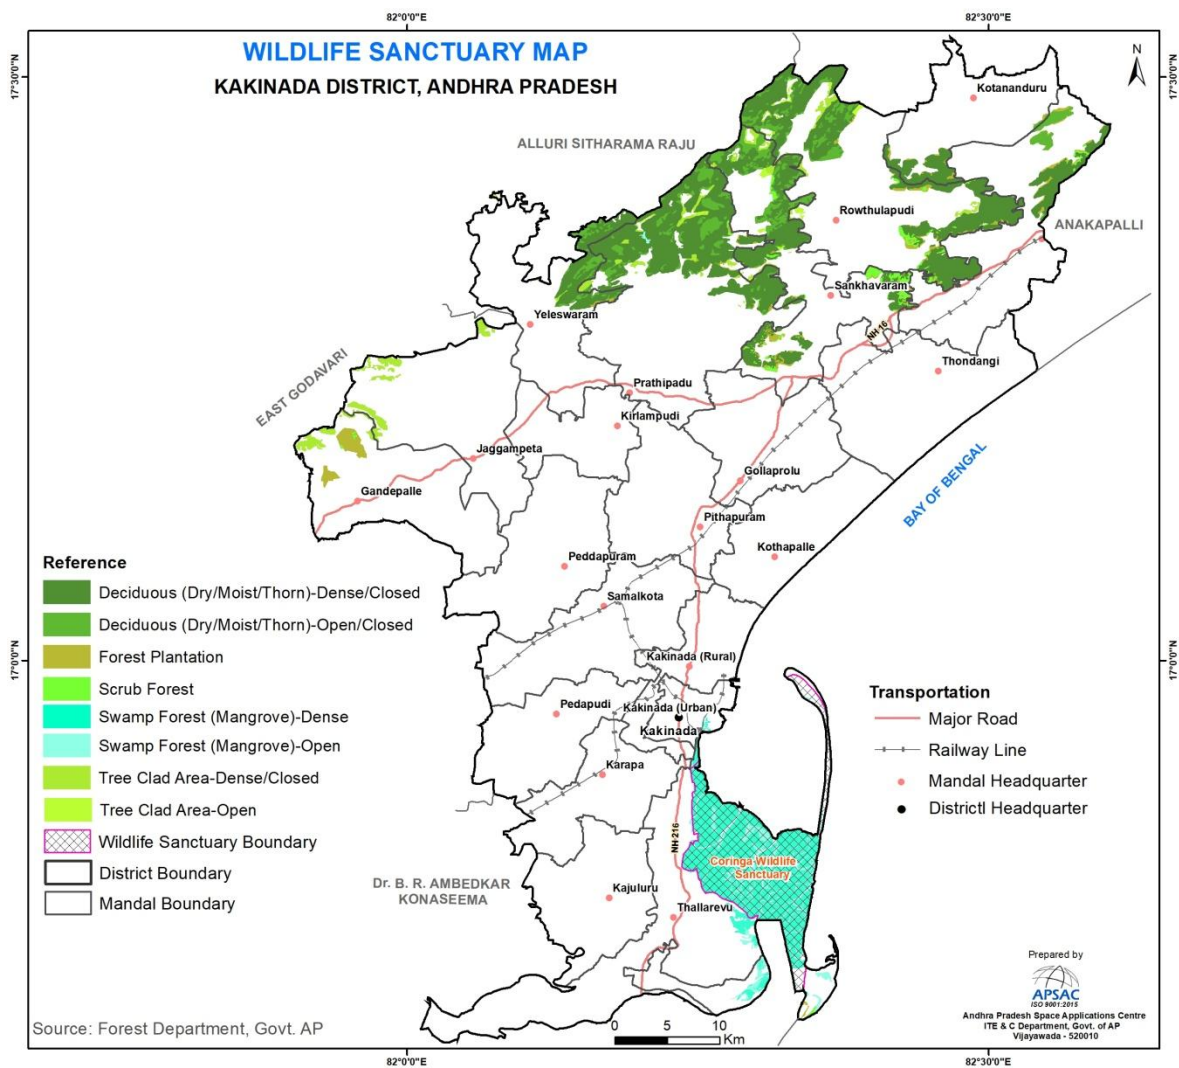 82°0'0"E
82°30'0"E
WILDLIFE SANCTUARY MAP
KAKINADA DISTRICT, ANDHRA PRADESH
N
17°30'0"N
17°30'0"N
Kotananduru
ALLURI SITHARAMA RAJU
Rowthulapudi
ANAKAPALLI
Sankhavaram
Yeleswaram
NH 16
Thondangi
EAST GODAVARI
Prathipadu
Kirlampudi
Jaggampeta
Gollaprolu
BAY OF BENGAL
Gandepalle
Pithapuram
Kothapalle
Peddapuram
Samalkota
Reference
Deciduous (Dry/Moist/Thorn)-Dense/Closed
Deciduous (Dry/Moist/Thorn)-Open/Closed
Forest Plantation
Scrub Forest
Swamp Forest (Mangrove)-Dense
Swamp Forest (Mangrove)-Open
Tree Clad Area-Dense/Closed
Tree Clad Area-Open
Wildlife Sanctuary Boundary
District Boundary
Mandal Boundary
17°0'0"N
17°0'0"N
Kakinada (Rural)
Pedapudi
Kakinada (Urban)
Kakinada
Karapa
Transportation
Major Road
Railway Line
Mandal Headquarter
Districtl Headquarter
NH 216
Coringa Wildlife
Sanctuary
Dr. B. R. AMBEDKAR
KONASEEMA
Kajuluru
Thallarevu
Prepared by
APSAC
ISO 9001:2015
Andhra Pradesh Space Applications Centre
ITE & C Department, Govt. of AP
Vijayawada - 520010
Source: Forest Department, Govt. AP
0 5 10
Km
82°0'0"E
82°30'0"E